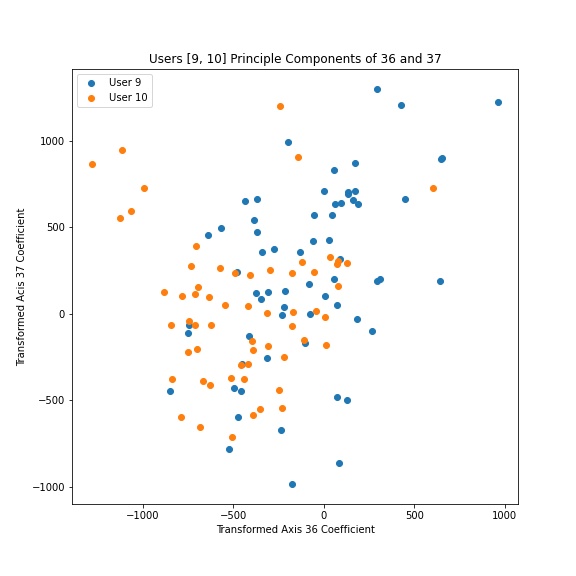 Users [9, 10] Principle Components of 36 and 37
User 9
User 10
Transformed Acis 37 Coefficient
1000
500
0
−500
−1000
−1000
−500
0
500
1000
Transformed Axis 36 Coefficient